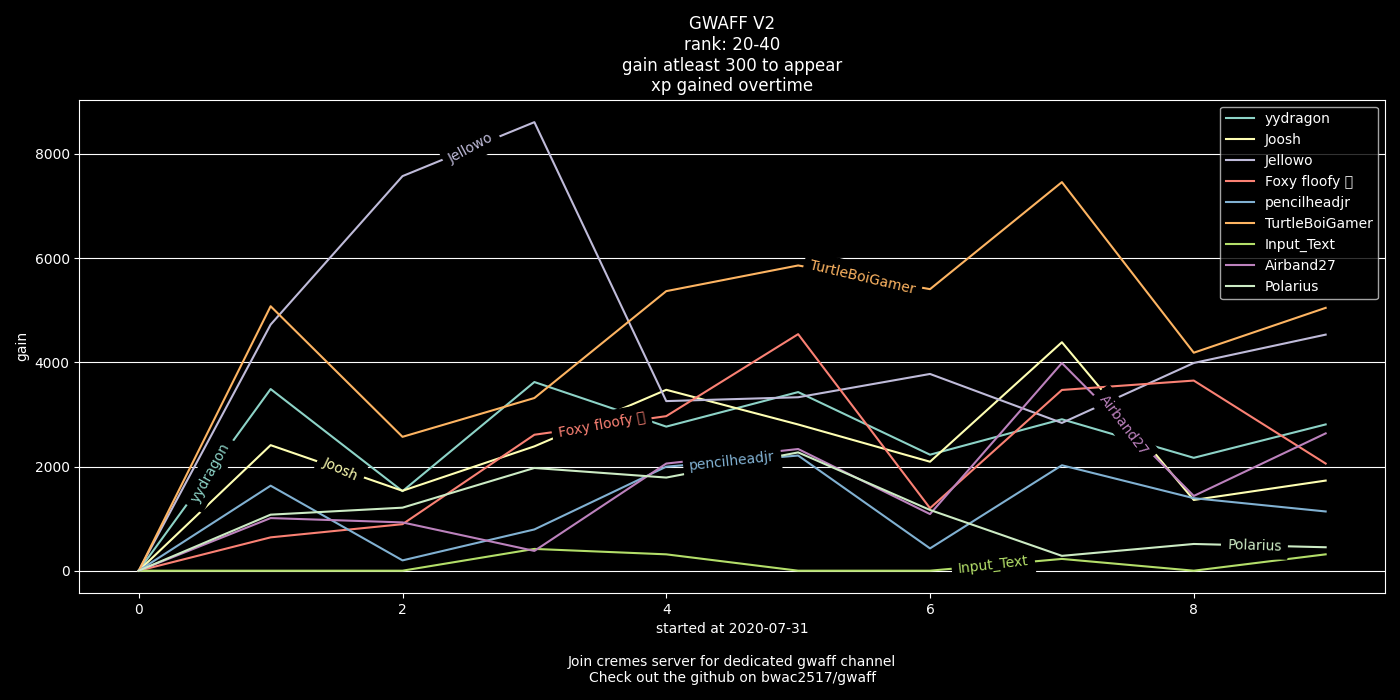 GWAFF V2
rank: 20-40
gain atleast 300 to appear
xp gained overtime
yydragon
Joosh
Jellowo
Foxy floofy
pencilheadjr
TurtleBoiGamer
Input_Text
Airband27
Polarius
gain
8000
6000
4000
2000
0
Jellowo
TurtleBoiGamer
Foxy floofy
Airband27
yydragon
Joosh
pencilheadjr
Polarius
Input_Text
0 2 4 6 8
started at 2020-07-31
Join cremes server for dedicated gwaff channel
Check out the github on bwac2517/gwaff